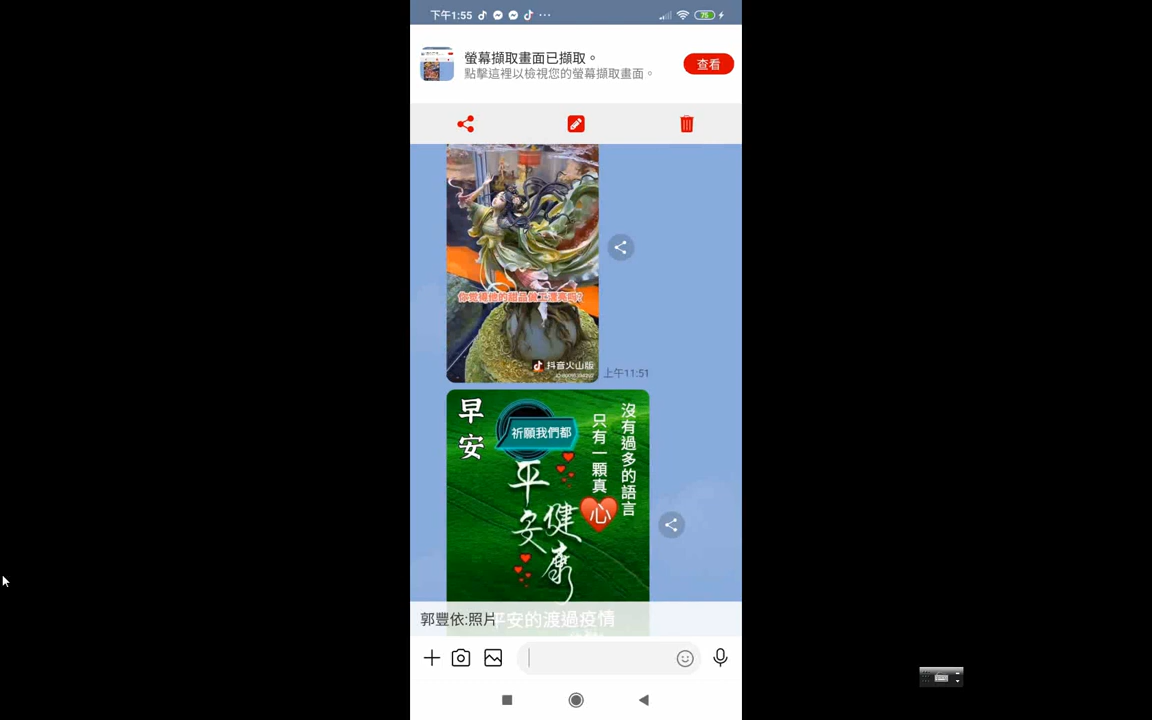 下午1:55
75
螢幕擷取畫面已擷取。
點擊這裡以檢視您的螢幕擷取畫面。
查看
抖音火山版
上午11:51
早安
祈願我們都
平安健康
只有一顆真心
沒有過多的語言
平安的渡過疫情
郭豐依:照片